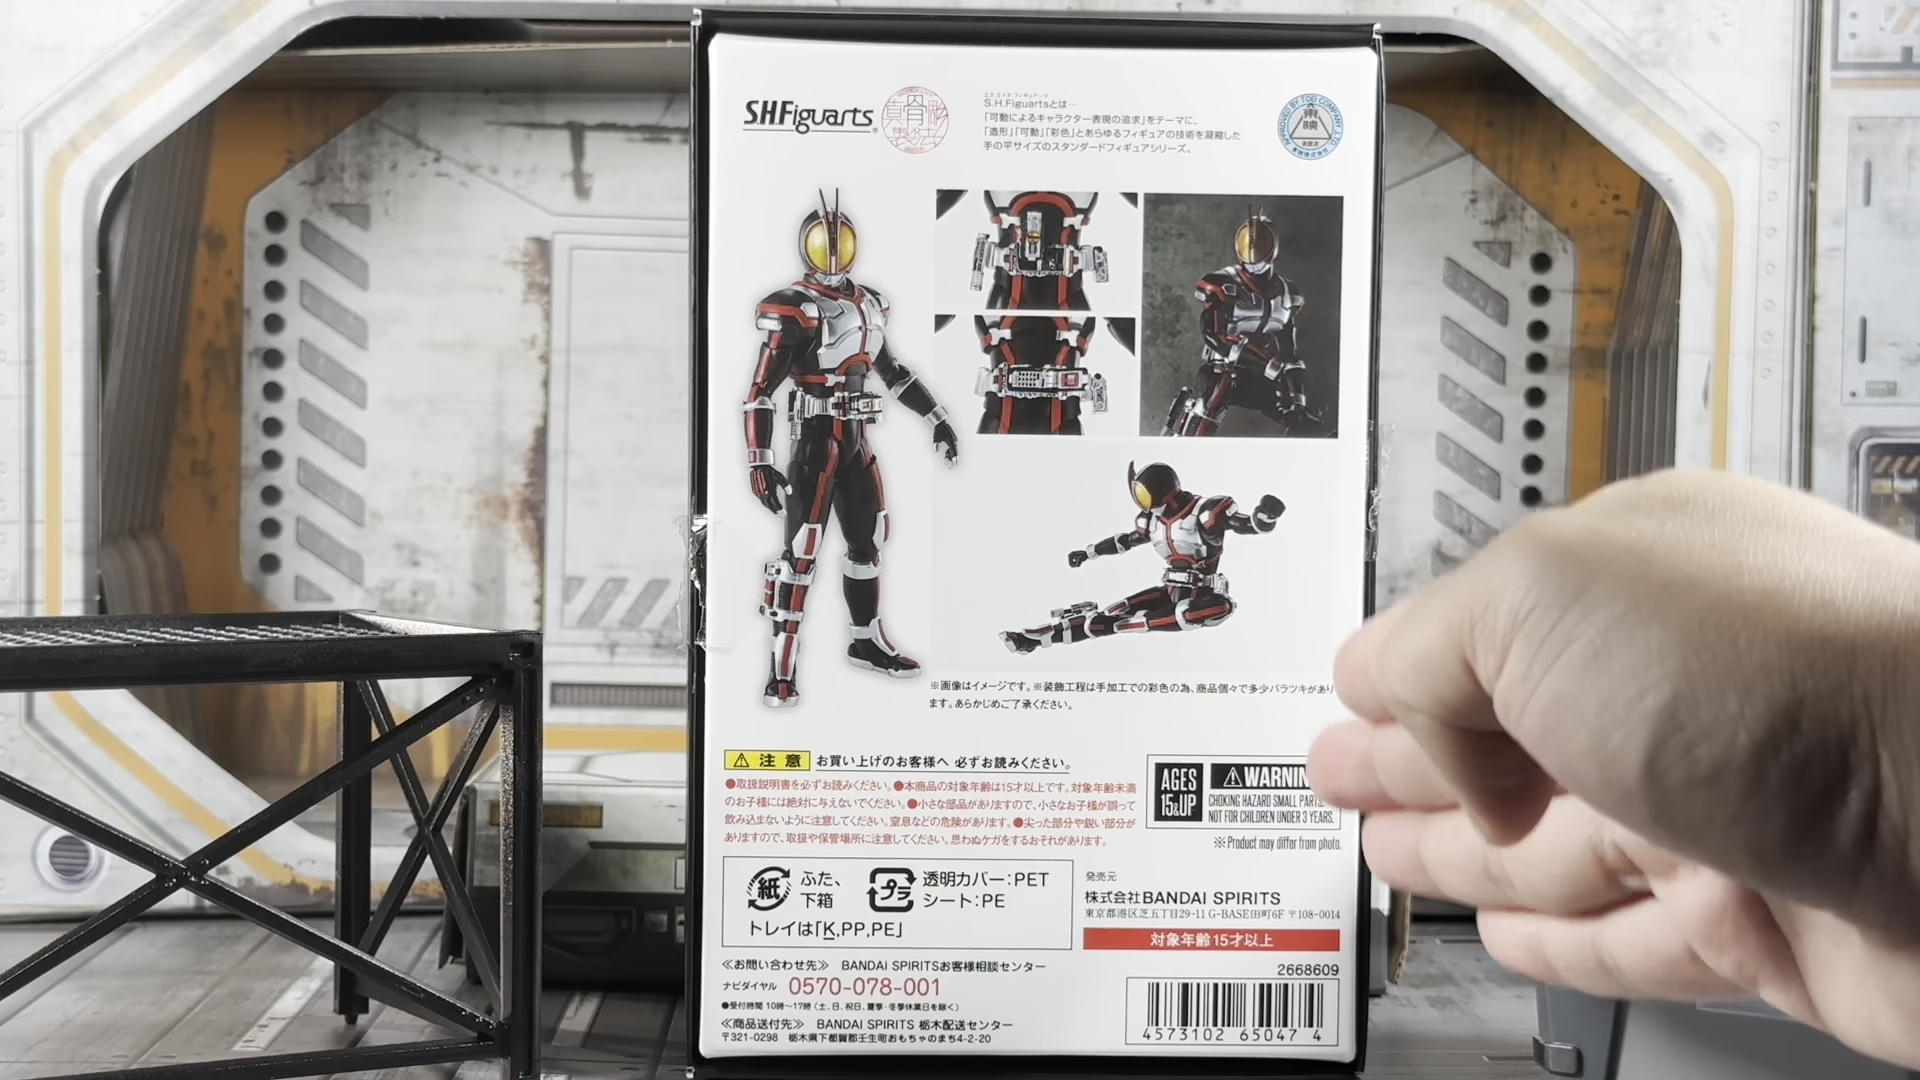 S.H.Figuarts
真骨彫製法
エス.エイチ.フィギュアーツ
S.H.Figuartsとは…
「可動によるキャラクター表現の追求」をテーマに、
「造形」「可動」「彩色」とあらゆるフィギュアの技術を凝縮した
手の平サイズのスタンダードフィギュアシリーズ。
APPROVED BY TOEI COMPANY, LTD
東映
※画像はイメージです。※装飾工程は手加工での彩色の為、商品個々で多少バラツキがあり
ます。あらかじめご了承ください。
注意 お買い上げのお客様へ 必ずお読みください。
●取扱説明書を必ずお読みください。●本商品の対象年齢は15才以上です。対象年齢未満
のお子様には絶対に与えないでください。●小さな部品がありますので、小さなお子様が誤って
飲み込まないように注意してください。窒息などの危険があります。●尖った部分や鋭い部分が
ありますので、取扱や保管場所に注意してください。思わぬケガをするおそれがあります。
AGES
15&UP
WARNIN
CHOKING HAZARD SMALL PARTS.
NOT FOR CHILDREN UNDER 3 YEARS.
※Product may differ from photo.
紙 ふた、
下箱
プラ 透明カバー:PET
シート:PE
トレイは「K,PP,PE」
発売元
株式会社BANDAI SPIRITS
東京都港区芝五丁目29-11 G-BASE田町6F 〒108-0014
対象年齢15才以上
≪お問い合わせ先≫ BANDAI SPIRITSお客様相談センター
ナビダイヤル 0570-078-001
●受付時間 10時〜17時(土、日、祝日、夏季・冬季休業日を除く)
≪商品送付先≫ BANDAI SPIRITS 栃木配送センター
〒321-0298 栃木県下都賀郡壬生町おもちゃのまち4-2-20
2668609
4573102 65047 4